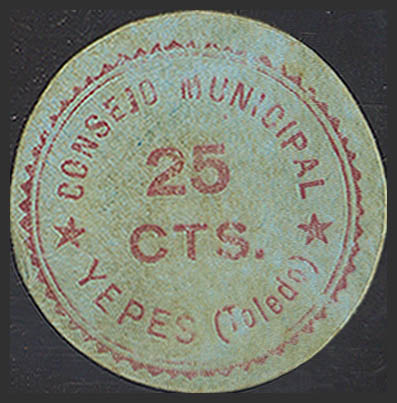 CONSEJO MUNICIPAL
25
CTS.
YEPES (Toledo)